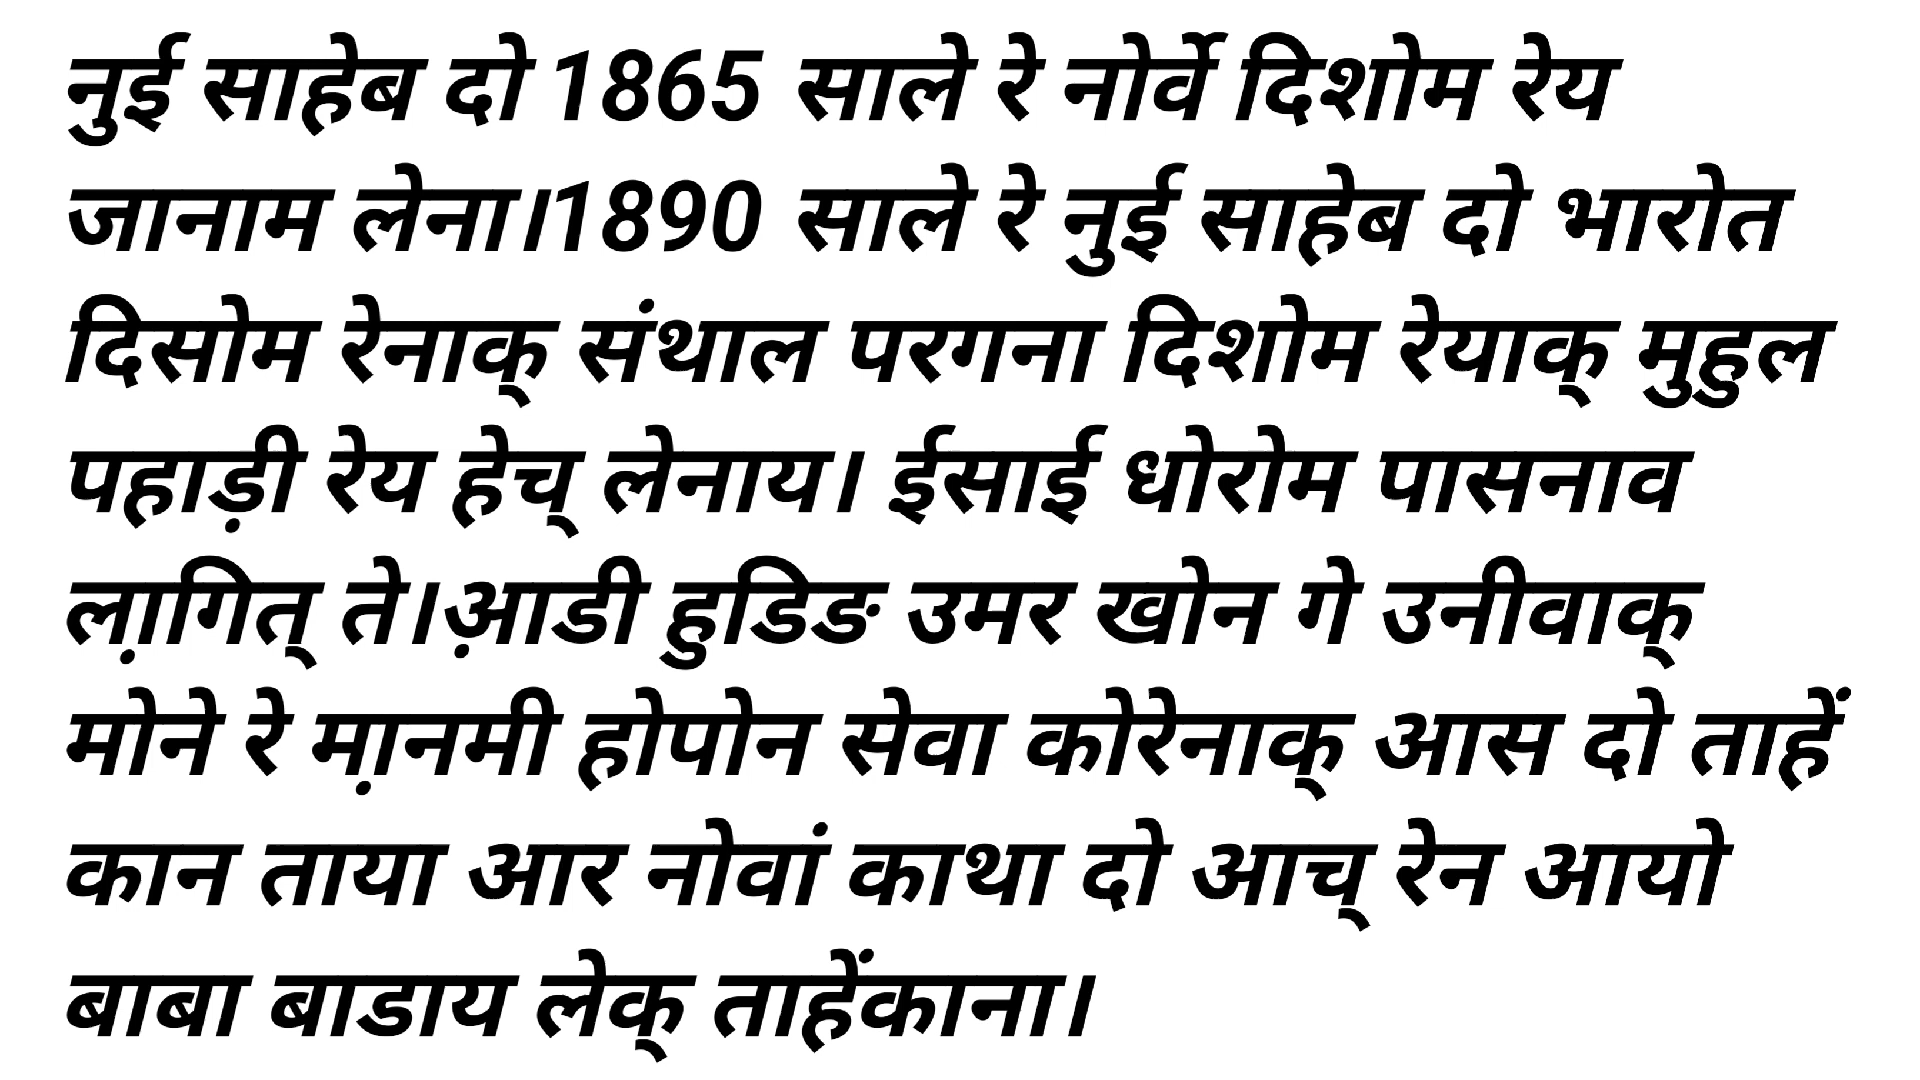 नुई साहेब दो 1865 साले रे नोर्वे दिशोम रेय
जानाम लेना।1890 साले रे नुई साहेब दो भारोत
दिसोम रेनाक् संथाल परगना दिशोम रेयाक् मुहुल
पहाड़ी रेय हेच् लेनाय। ईसाई धोरोम पासनाव
ला़गित् ते।आ़डी हुडिङ उमर खोन गे उनीवाक्
मोने रे मा़नमी होपोन सेवा कोरेनाक् आस दो ताहें
कान ताया आर नोवां काथा दो आच् रेन आयो
बाबा बाडाय लेक् ताहेंकाना।